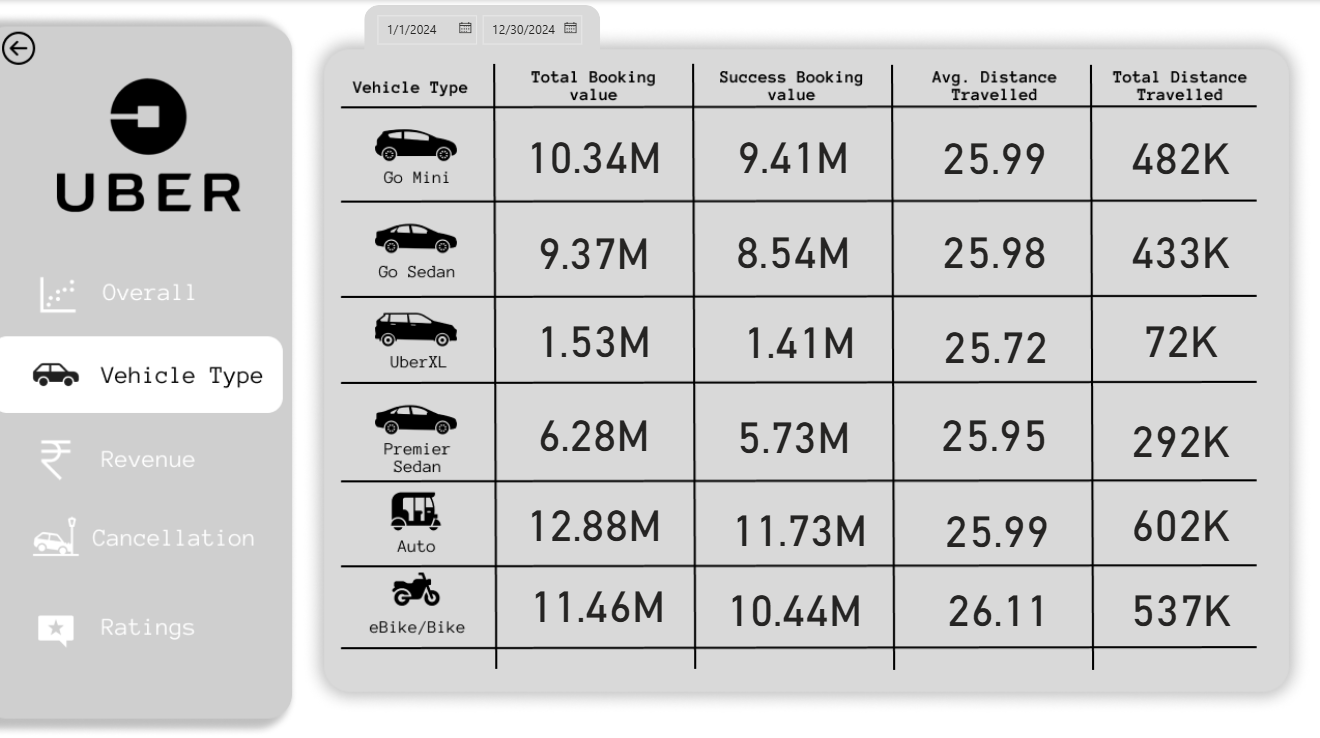 1/1/2024 12/30/2024
UBER
Overall
Vehicle Type
Revenue
Cancellation
Ratings
Vehicle Type
Total Booking
value
Success Booking
value
Avg. Distance
Travelled
Total Distance
Travelled
Go Mini
10.34M 9.41M 25.99 482K
Go Sedan
9.37M 8.54M 25.98 433K
UberXL
1.53M 1.41M 25.72 72K
Premier
Sedan
6.28M 5.73M 25.95 292K
Auto
12.88M 11.73M 25.99 602K
eBike/Bike
11.46M 10.44M 26.11 537K